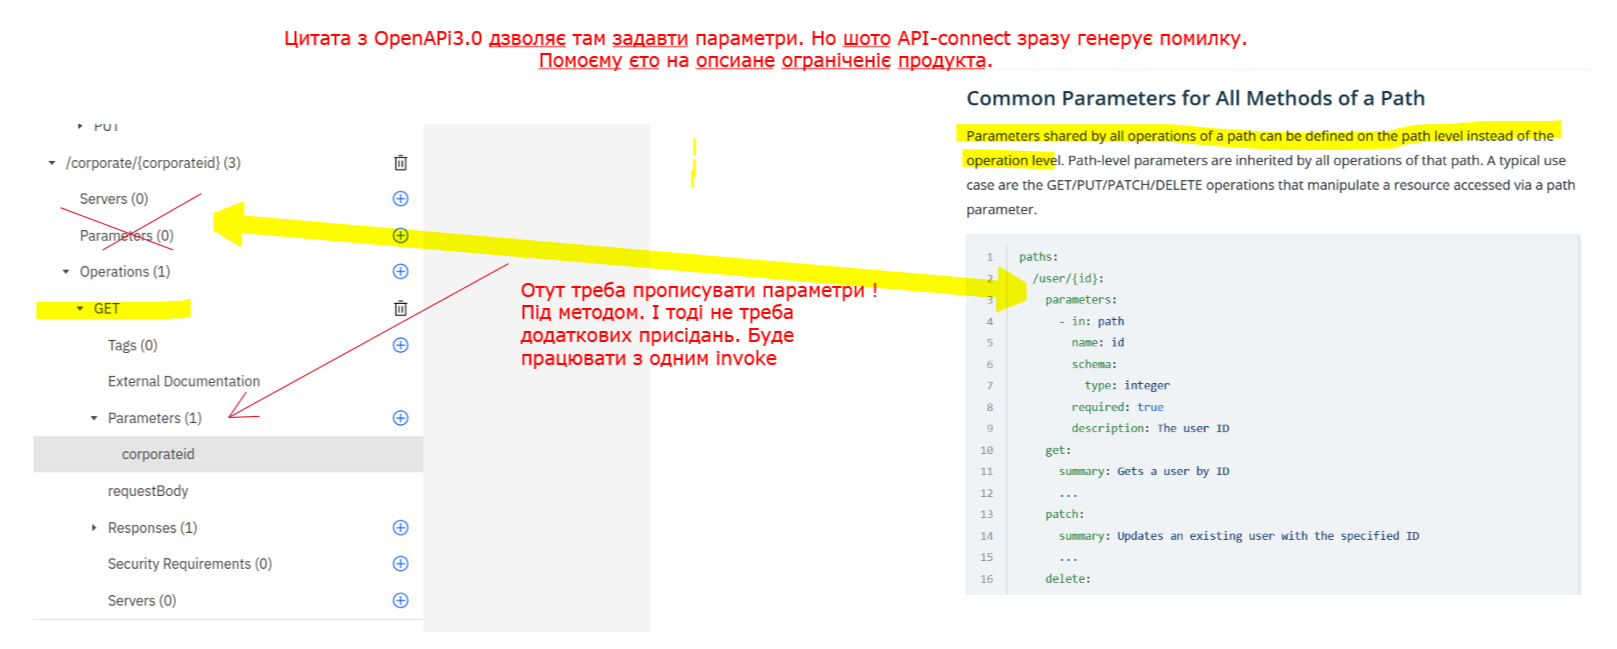 Цитата з OpenAPi3.0 дзволяє там задавти параметри. Но шото API-connect зразу генерує помилку.
Помоєму єто на опсиане ограніченіє продукта.
PUT
/corporate/{corporateid} (3)
Servers (0)
Parameters (0)
Operations (1)
GET
Tags (0)
External Documentation
Parameters (1)
corporateid
requestBody
Responses (1)
Security Requirements (0)
Servers (0)
Отут треба прописувати параметри !
Під методом. І тоді не треба
додаткових присідань. Буде
працювати з одним invoke
Common Parameters for All Methods of a Path
Parameters shared by all operations of a path can be defined on the path level instead of the
operation level. Path-level parameters are inherited by all operations of that path. A typical use
case are the GET/PUT/PATCH/DELETE operations that manipulate a resource accessed via a path
parameter.
1 paths:
2 /user/{id}:
3 parameters:
4 - in: path
5 name: id
6 schema:
7 type: integer
8 required: true
9 description: The user ID
10 get:
11 summary: Gets a user by ID
12 ...
13 patch:
14 summary: Updates an existing user with the specified ID
15 ...
16 delete: